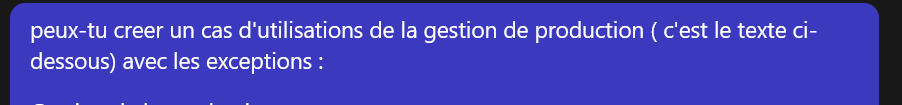 peux-tu creer un cas d'utilisations de la gestion de production ( c'est le texte ci-
dessous) avec les exceptions :